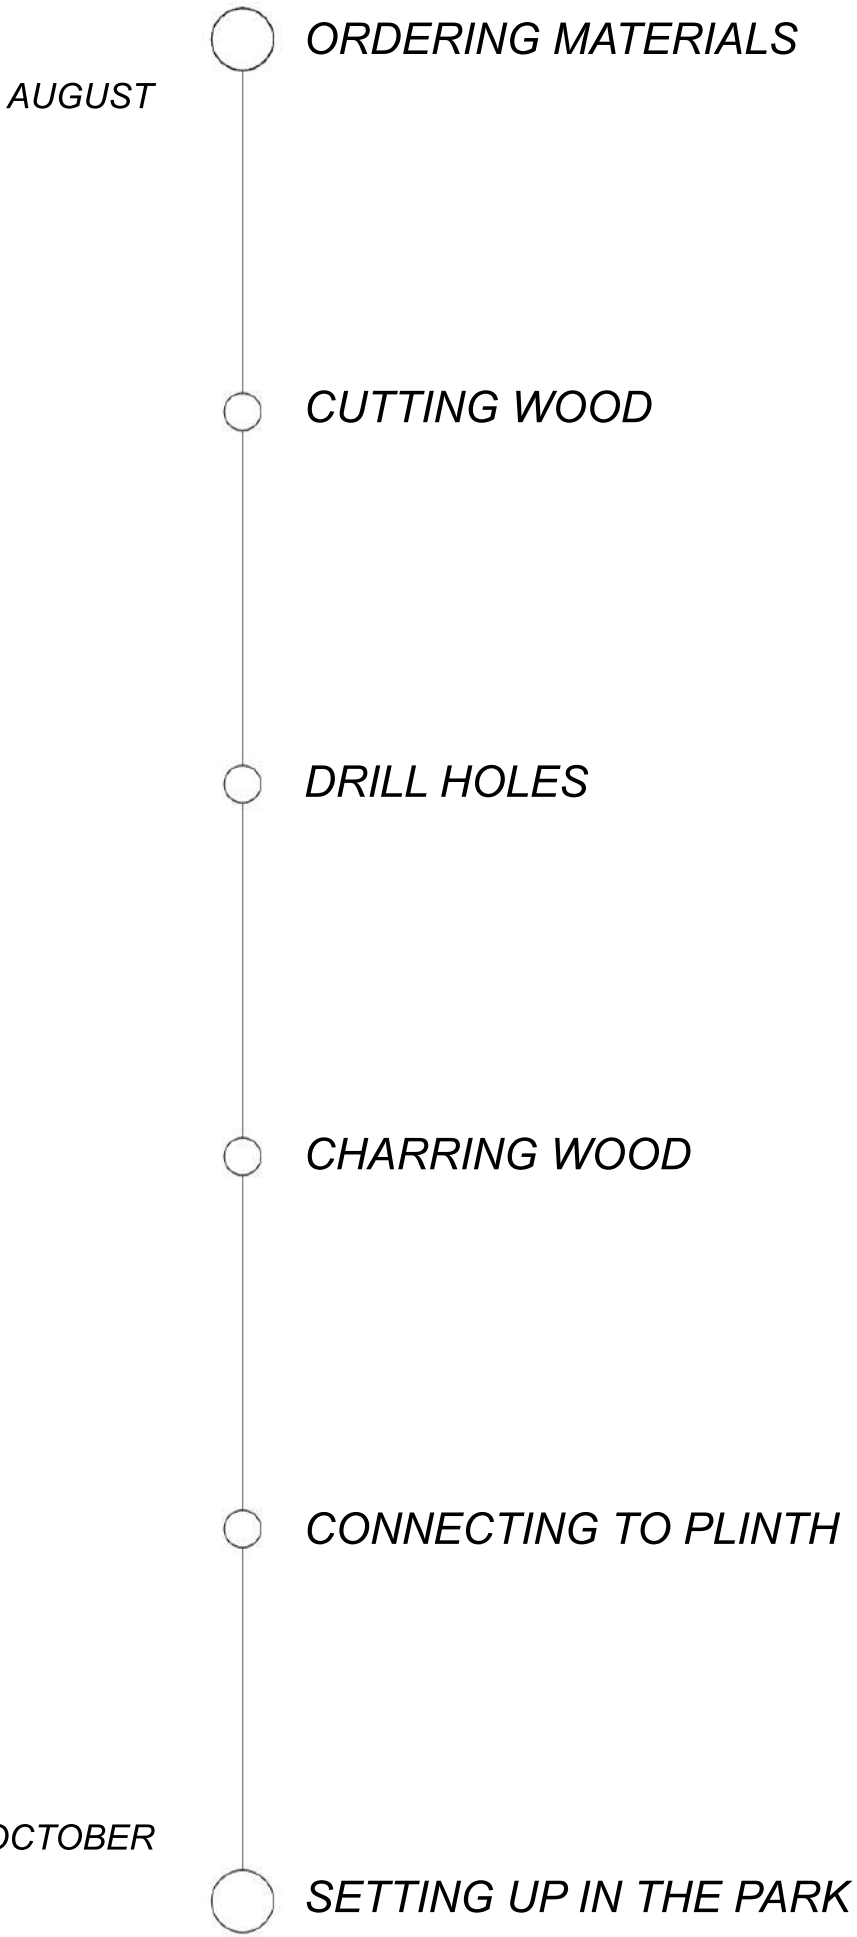 ORDERING MATERIALS
AUGUST
CUTTING WOOD
DRILL HOLES
CHARRING WOOD
CONNECTING TO PLINTH
OCTOBER
SETTING UP IN THE PARK